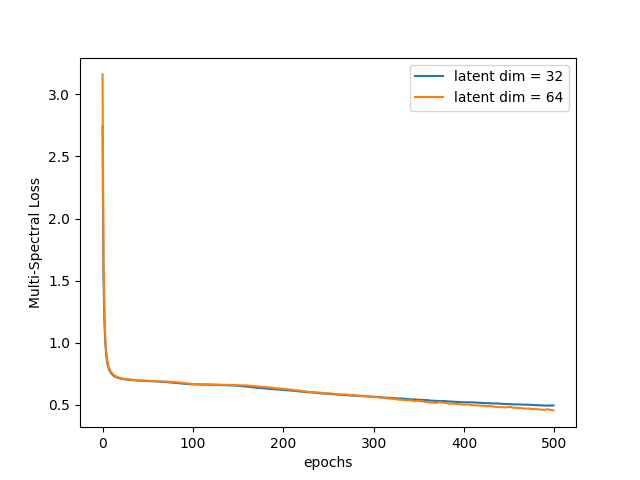 latent dim = 32
latent dim = 64
3.0
2.5
2.0
1.5
1.0
0.5
Multi-Spectral Loss
0 100 200 300 400 500
epochs